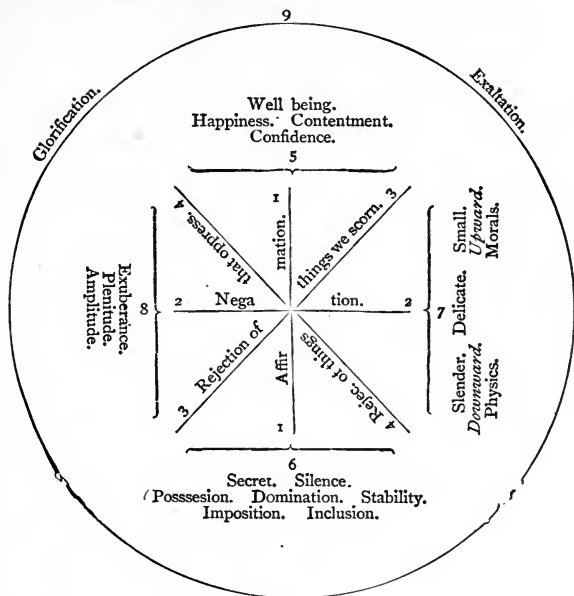 9
Glorification.
Exaltation.
Well being.
Happiness. Contentment.
Confidence.
5
4 that oppress.
1 mation.
things we scorn. 3
2 Nega tion. 2
3 Rejection of
Affir 1
Rejec. of things 4
8
Exuberance.
Plenitude.
Amplitude.
7
Slender. Delicate. Small.
Downward. Upward.
Physics. Morals.
6
Secret. Silence.
(Posssesion. Domination. Stability.
Imposition. Inclusion.